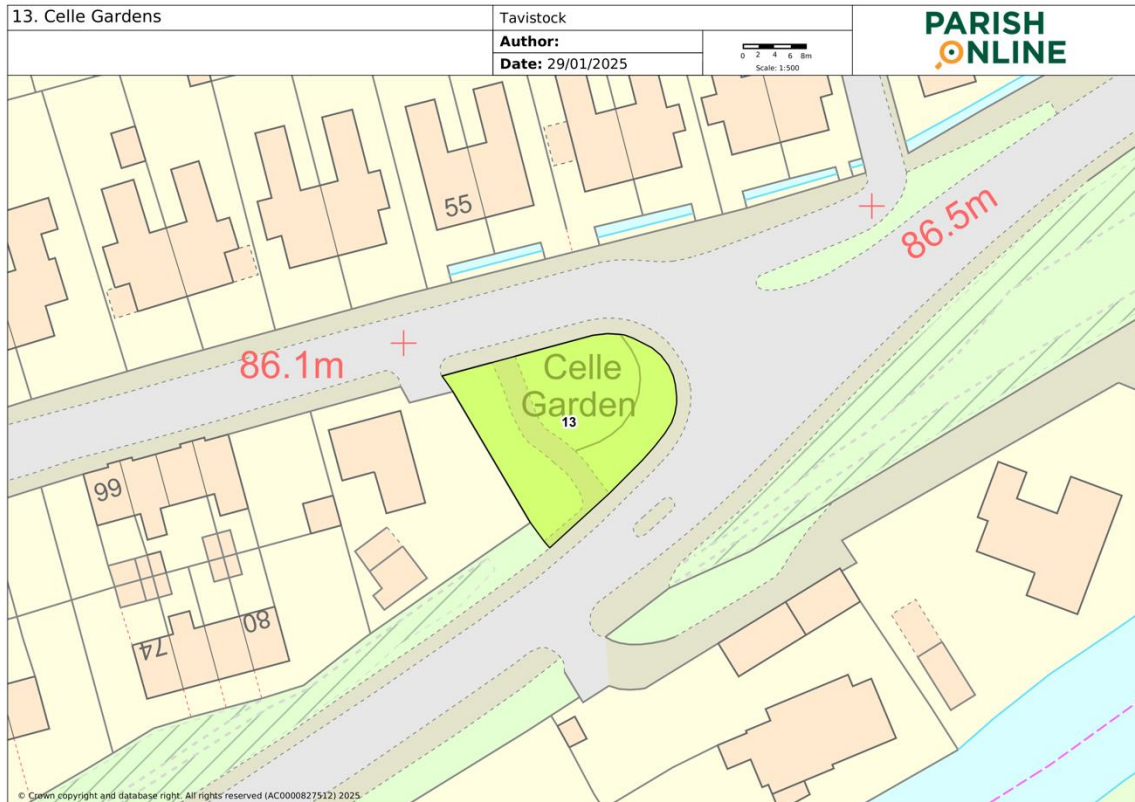 13. Celle Gardens
Tavistock
Author:
Date: 29/01/2025
0 2 4 6 8m
Scale: 1:500
PARISH
ONLINE
55
86.5m
86.1m
Celle
Garden
13
66
80
74
© Crown copyright and database right. All rights reserved (AC0000827512) 2025